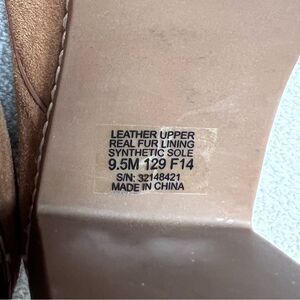 LEATHER UPPER
REAL FUR LINING
SYNTHETIC SOLE
9.5M 129 F14
S/N: 32148421
MADE IN CHINA